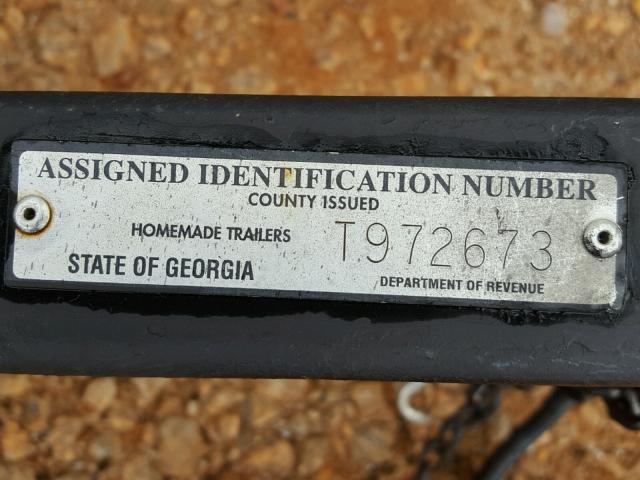 ASSIGNED IDENTIFICATION NUMBER
COUNTY ISSUED
HOMEMADE TRAILERS T972673
STATE OF GEORGIA
DEPARTMENT OF REVENUE